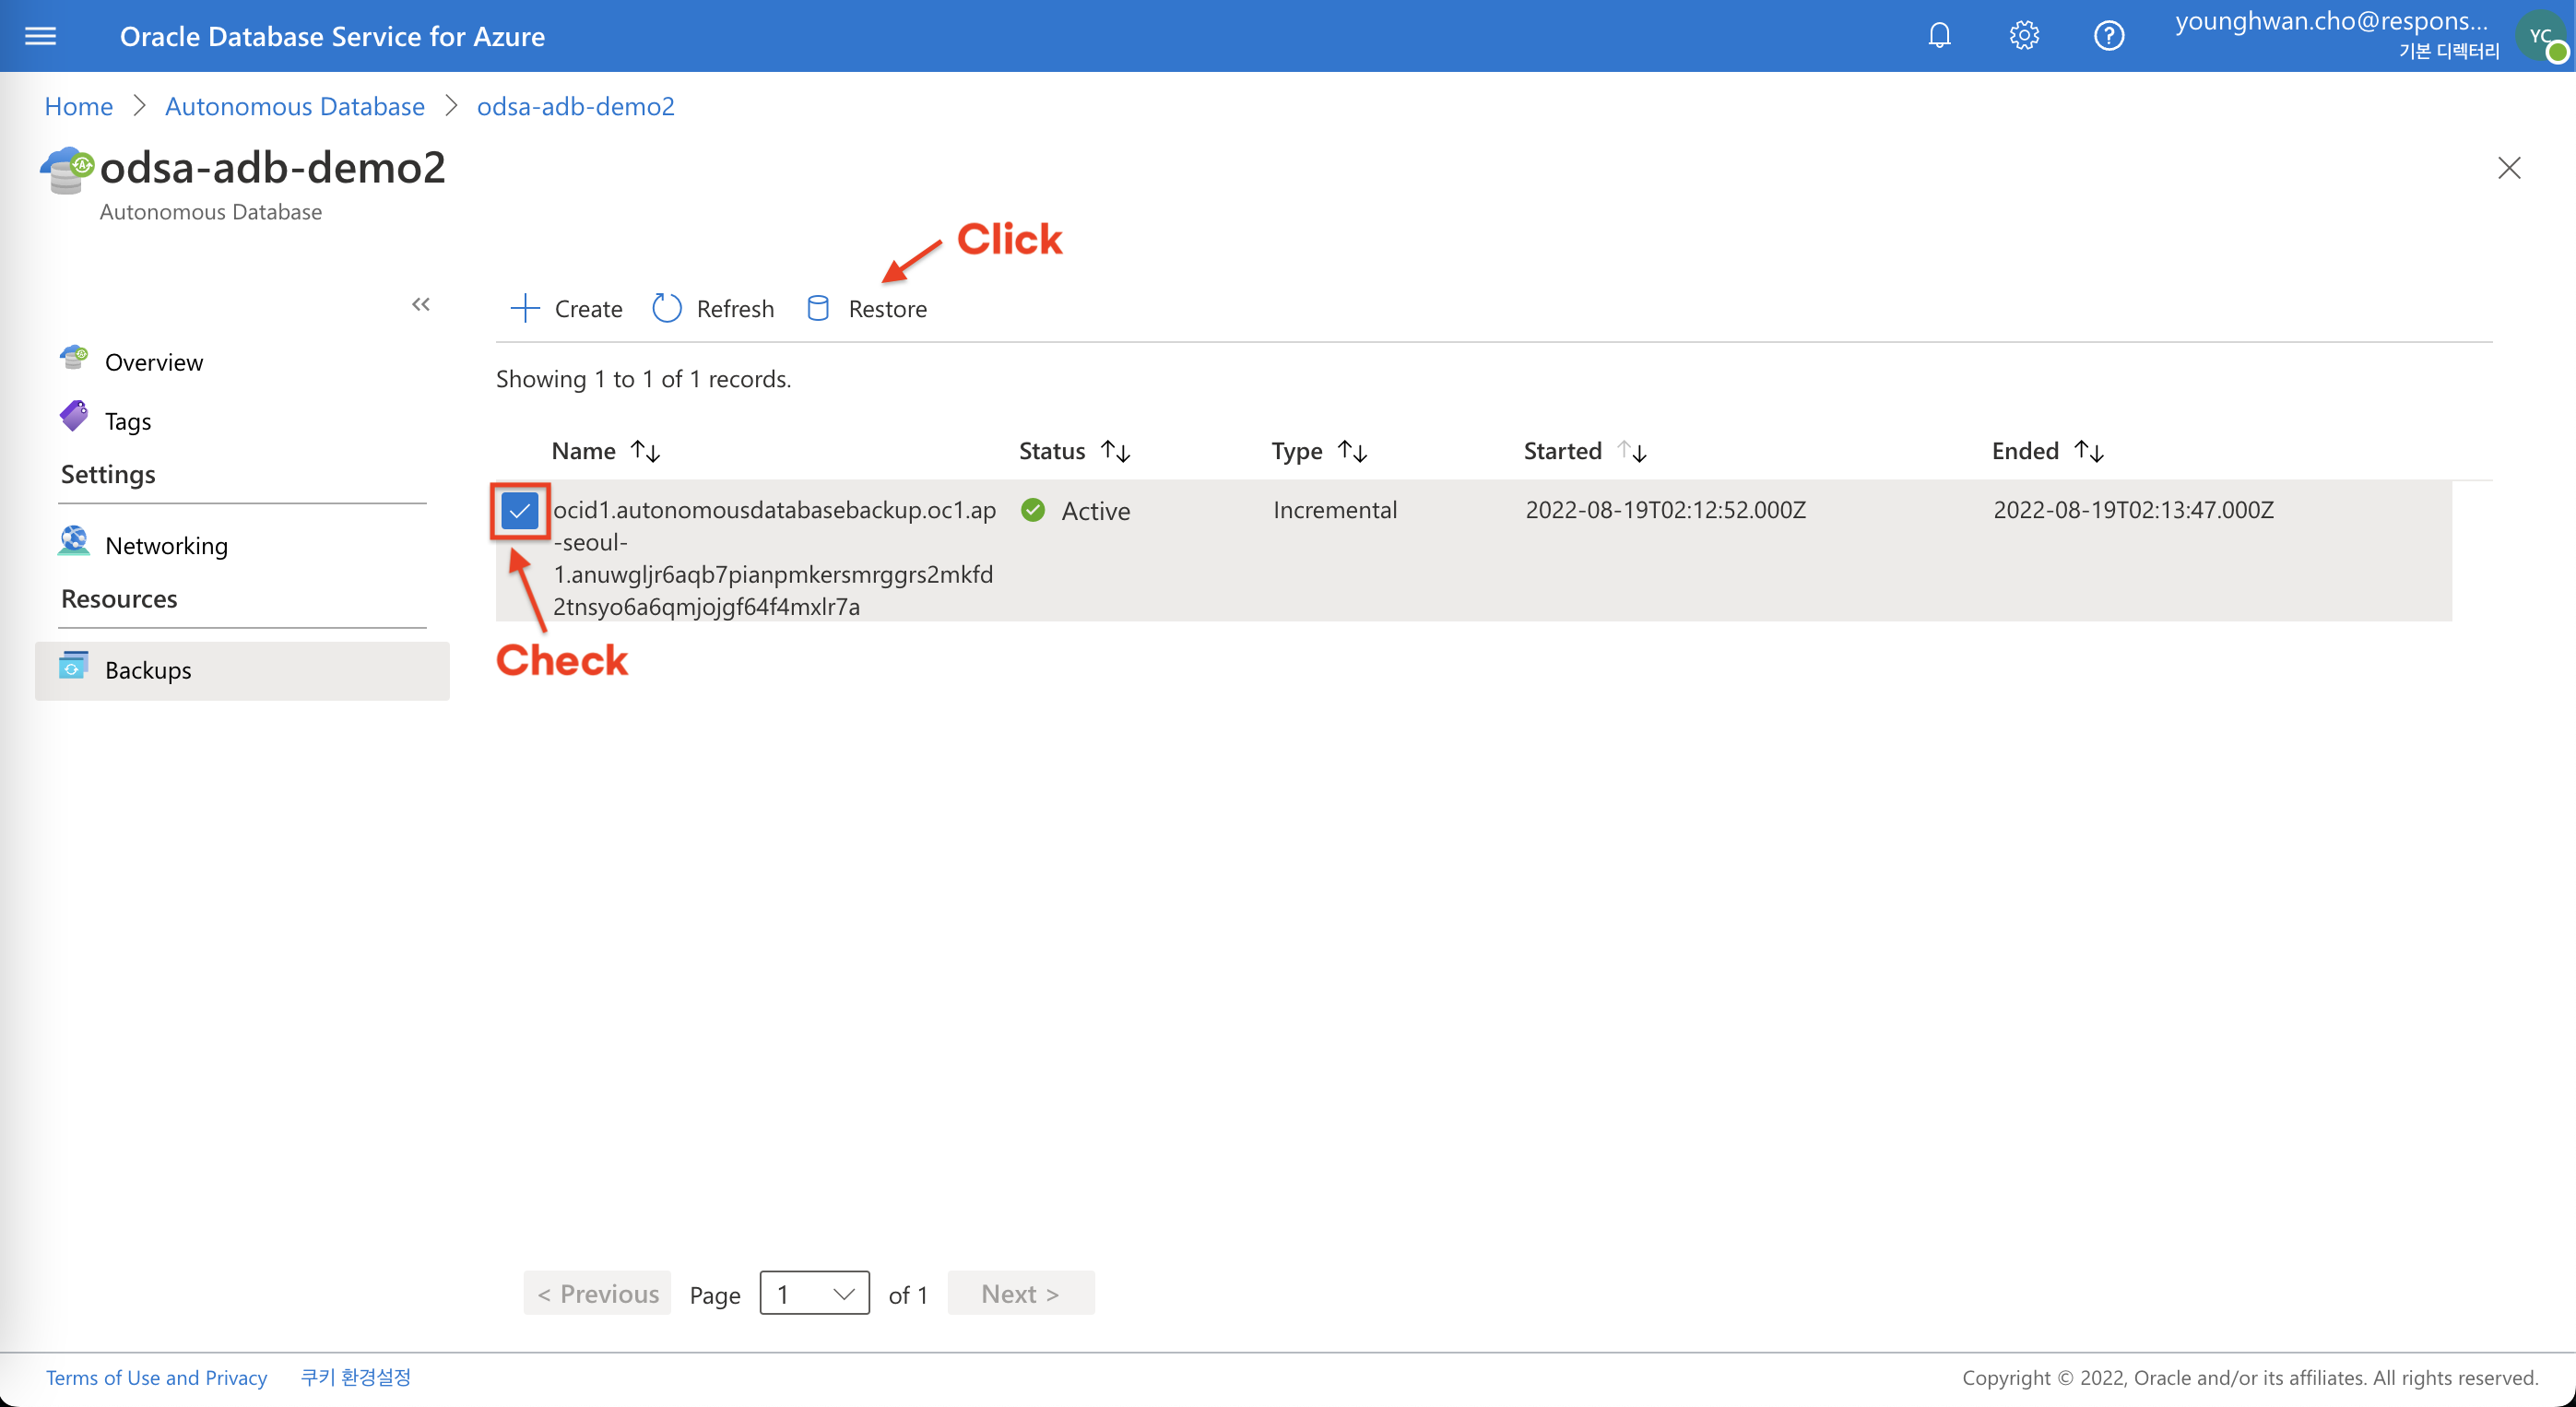 Oracle Database Service for Azure
younghwan.cho@respons...
기본 디렉터리
YC
Home > Autonomous Database > odsa-adb-demo2
odsa-adb-demo2
Autonomous Database
Click
Create Refresh Restore
Overview
Tags
Settings
Networking
Resources
Backups
Showing 1 to 1 of 1 records.
Name Status Type Started Ended
ocid1.autonomousdatabasebackup.oc1.ap Active Incremental 2022-08-19T02:12:52.000Z 2022-08-19T02:13:47.000Z
-seoul-
1.anuwgljr6aqb7pianpmkersmrggrs2mkfd
2tnsyo6a6qmjojgf64f4mxlr7a
Check
< Previous Page 1 of 1 Next >
Terms of Use and Privacy 쿠키 환경설정 Copyright © 2022, Oracle and/or its affiliates. All rights reserved.